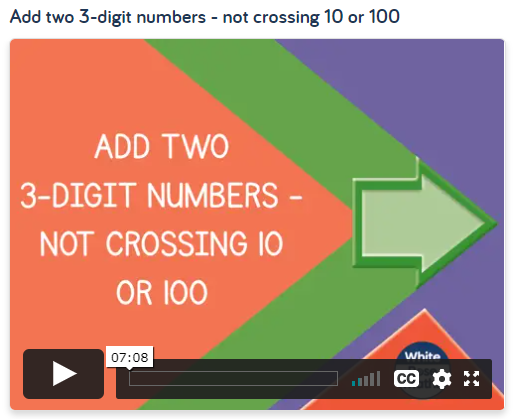 Add two 3-digit numbers - not crossing 10 or 100
ADD TWO
3-DIGIT NUMBERS -
NOT CROSSING 10
OR 100
07:08
White
CC